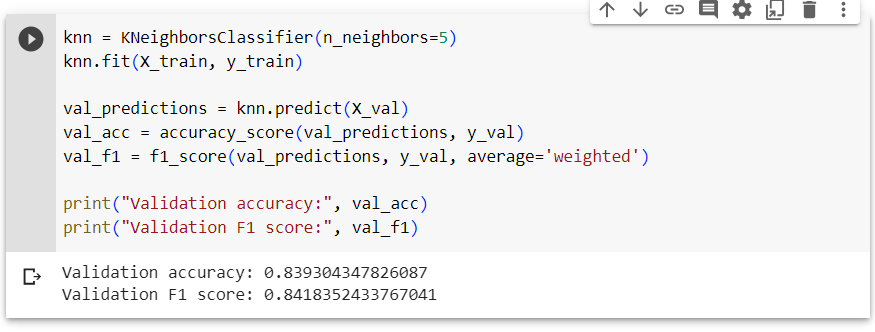 knn = KNeighborsClassifier(n_neighbors=5)
knn.fit(X_train, y_train)
val_predictions = knn.predict(X_val)
val_acc = accuracy_score(val_predictions, y_val)
val_f1 = f1_score(val_predictions, y_val, average='weighted')
print("Validation accuracy:", val_acc)
print("Validation F1 score:", val_f1)
Validation accuracy: 0.839304347826087
Validation F1 score: 0.8418352433767041